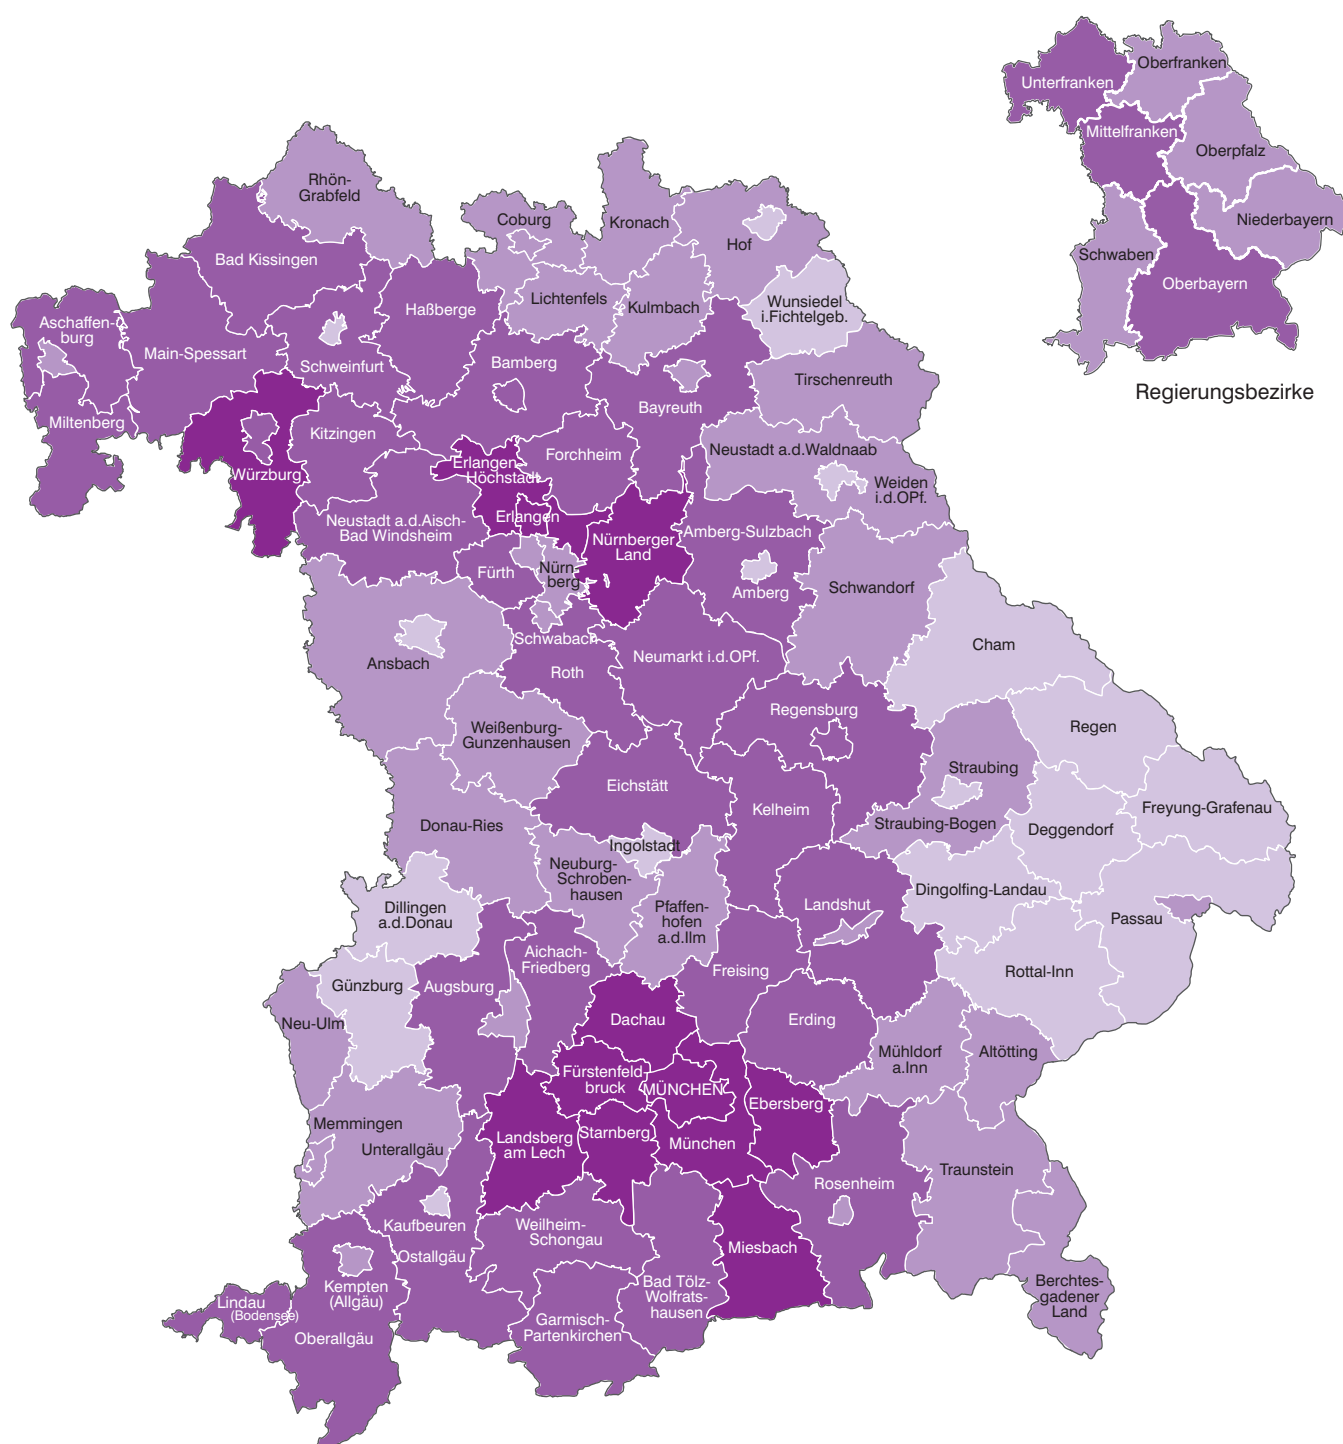 Oberfranken
Unterfranken
Mittelfranken
Oberpfalz
Niederbayern
Schwaben
Oberbayern
Regierungsbezirke
Rhön-
Grabfeld
Coburg
Kronach
Hof
Bad Kissingen
Lichtenfels
Kulmbach
Wunsiedel
i.Fichtelgeb.
Haßberge
Aschaffen-
burg
Main-Spessart
Schweinfurt
Bamberg
Tirschenreuth
Bayreuth
Miltenberg
Kitzingen
Neustadt a.d.Waldnaab
Forchheim
Erlangen-
Höchstadt
Würzburg
Weiden
i.d.OPf.
Erlangen
Neustadt a.d.Aisch-
Bad Windsheim
Nürnberger
Land
Amberg-Sulzbach
Fürth
Nürn-
berg
Amberg
Schwandorf
Schwabach
Cham
Ansbach
Roth
Neumarkt i.d.OPf.
Regensburg
Regen
Weißenburg-
Gunzenhausen
Straubing
Eichstätt
Kelheim
Freyung-Grafenau
Donau-Ries
Straubing-Bogen
Deggendorf
Ingolstadt
Neuburg-
Schroben-
hausen
Dingolfing-Landau
Dillingen
a.d.Donau
Pfaffen-
hofen
a.d.Ilm
Landshut
Passau
Aichach-
Friedberg
Freising
Rottal-Inn
Günzburg
Augsburg
Neu-Ulm
Dachau
Erding
Mühldorf
a.Inn
Altötting
Fürstenfeld
bruck
MÜNCHEN
Ebersberg
Memmingen
Unterallgäu
Landsberg
am Lech
Starnberg
München
Traunstein
Rosenheim
Kaufbeuren
Weilheim-
Schongau
Ostallgäu
Miesbach
Kempten
(Allgäu)
Bad Tölz-
Wolfrats-
hausen
Berchtes-
gadener
Land
Lindau
(Bodensee)
Oberallgäu
Garmisch-
Partenkirchen